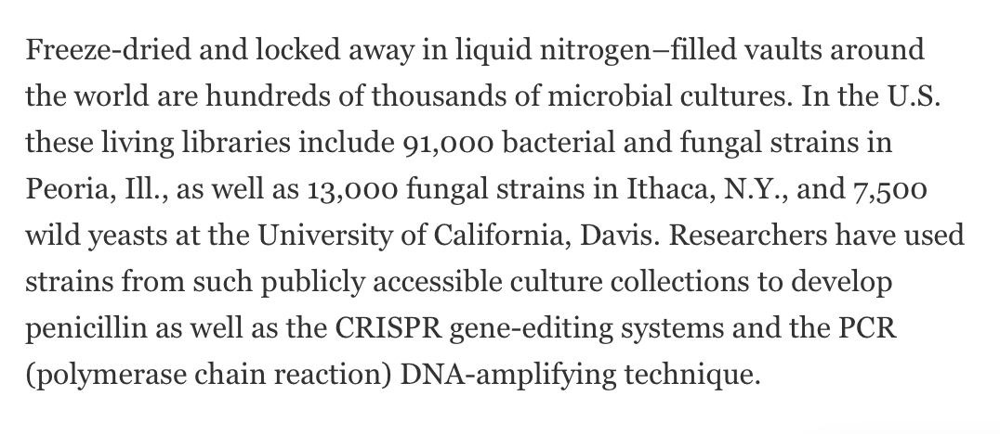 Freeze-dried and locked away in liquid nitrogen–filled vaults around
the world are hundreds of thousands of microbial cultures. In the U.S.
these living libraries include 91,000 bacterial and fungal strains in
Peoria, Ill., as well as 13,000 fungal strains in Ithaca, N.Y., and 7,500
wild yeasts at the University of California, Davis. Researchers have used
strains from such publicly accessible culture collections to develop
penicillin as well as the CRISPR gene-editing systems and the PCR
(polymerase chain reaction) DNA-amplifying technique.